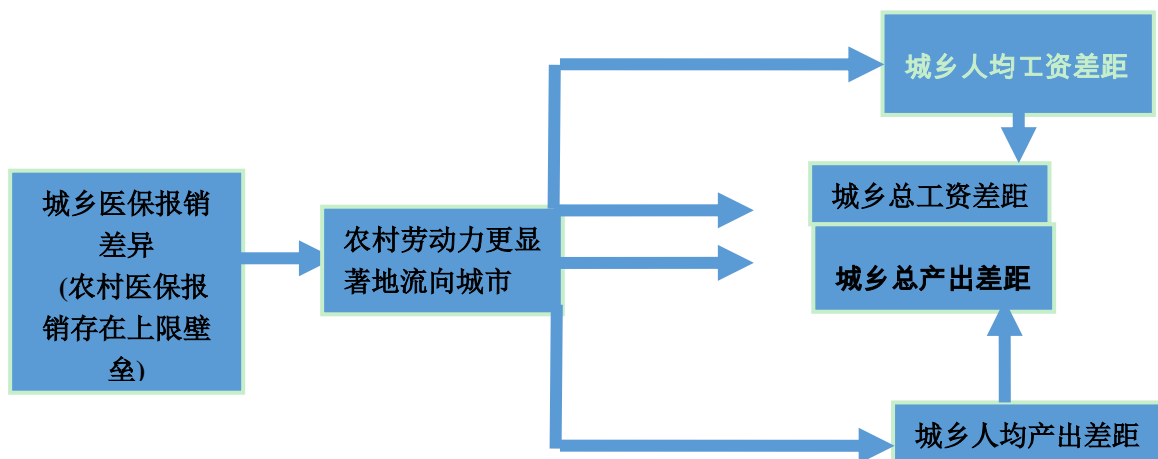 城乡人均工资差距
城乡医保报销
差异
(农村医保报
销存在上限壁
垒)
农村劳动力更显
著地流向城市
城乡总工资差距
城乡总产出差距
城乡人均产出差距